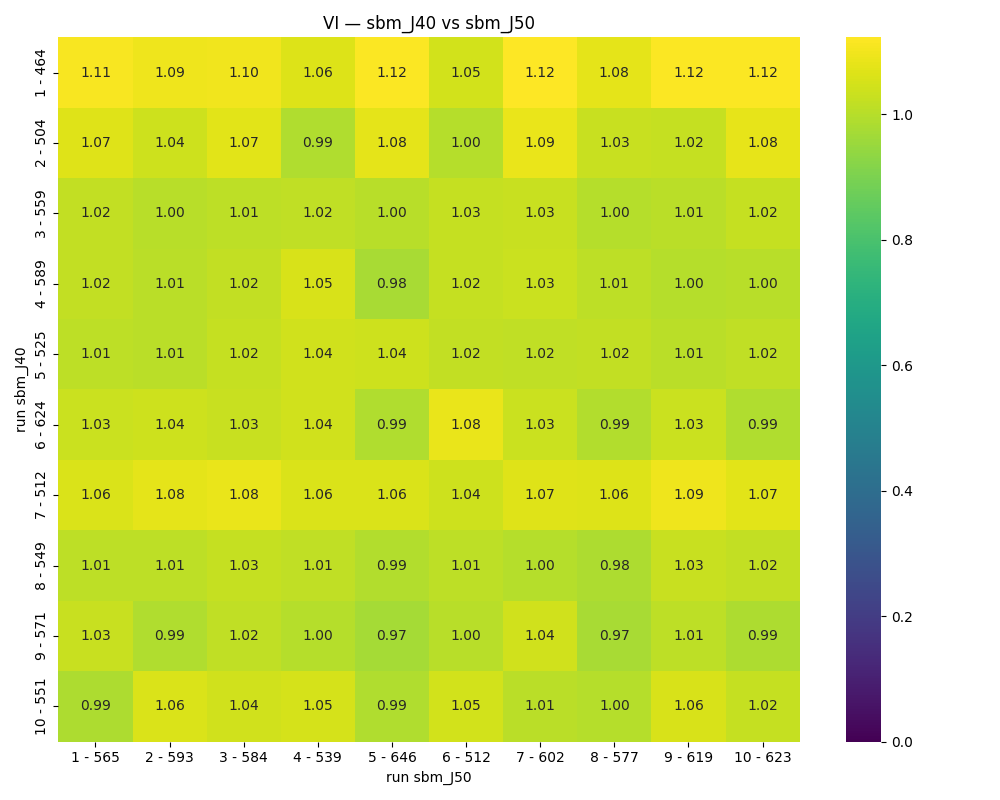 VI — sbm_J40 vs sbm_J50
run sbm_J40
1 - 464 1.11 1.09 1.10 1.06 1.12 1.05 1.12 1.08 1.12 1.12
2 - 504 1.07 1.04 1.07 0.99 1.08 1.00 1.09 1.03 1.02 1.08
3 - 559 1.02 1.00 1.01 1.02 1.00 1.03 1.03 1.00 1.01 1.02
4 - 589 1.02 1.01 1.02 1.05 0.98 1.02 1.03 1.01 1.00 1.00
5 - 525 1.01 1.01 1.02 1.04 1.04 1.02 1.02 1.02 1.01 1.02
6 - 624 1.03 1.04 1.03 1.04 0.99 1.08 1.03 0.99 1.03 0.99
7 - 512 1.06 1.08 1.08 1.06 1.06 1.04 1.07 1.06 1.09 1.07
8 - 549 1.01 1.01 1.03 1.01 0.99 1.01 1.00 0.98 1.03 1.02
9 - 571 1.03 0.99 1.02 1.00 0.97 1.00 1.04 0.97 1.01 0.99
10 - 551 0.99 1.06 1.04 1.05 0.99 1.05 1.01 1.00 1.06 1.02
1 - 565 2 - 593 3 - 584 4 - 539 5 - 646 6 - 512 7 - 602 8 - 577 9 - 619 10 - 623
run sbm_J50
1.0
0.8
0.6
0.4
0.2
0.0